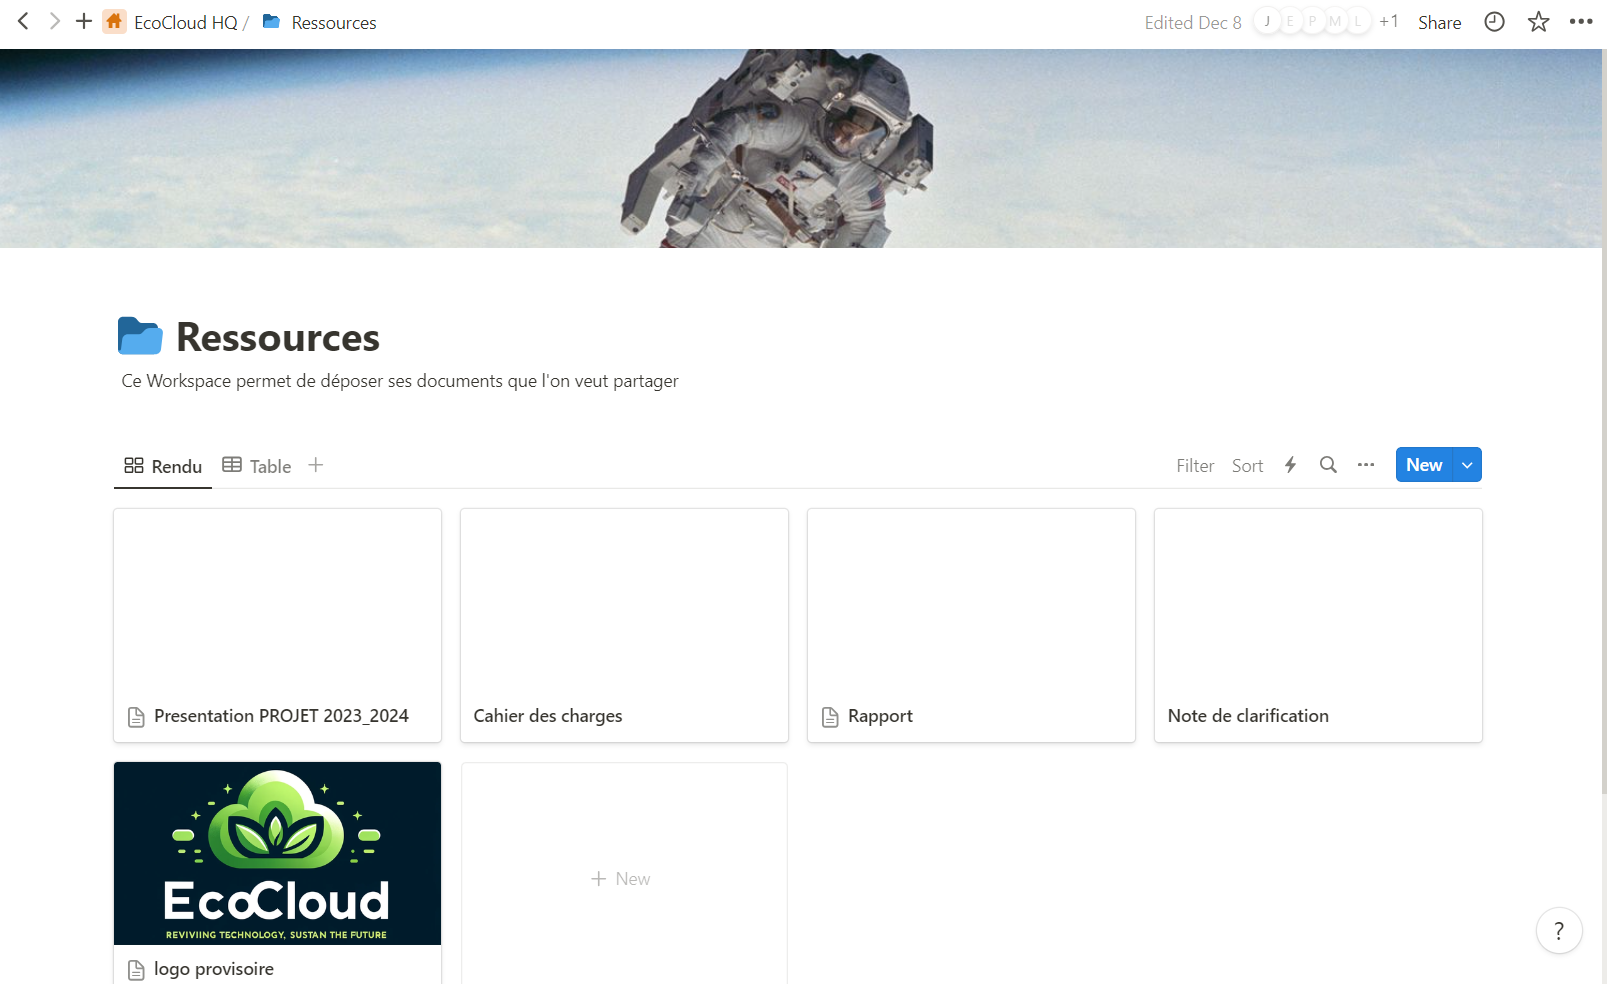 EcoCloud HQ / Ressources
Edited Dec 8 J E P M L +1 Share
Ressources
Ce Workspace permet de déposer ses documents que l'on veut partager
Rendu Table Filter Sort New
Presentation PROJET 2023_2024 Cahier des charges Rapport Note de clarification
EcoCloud
REVIVIING TECHNOLOGY, SUSTAN THE FUTURE
+ New
logo provisoire
?